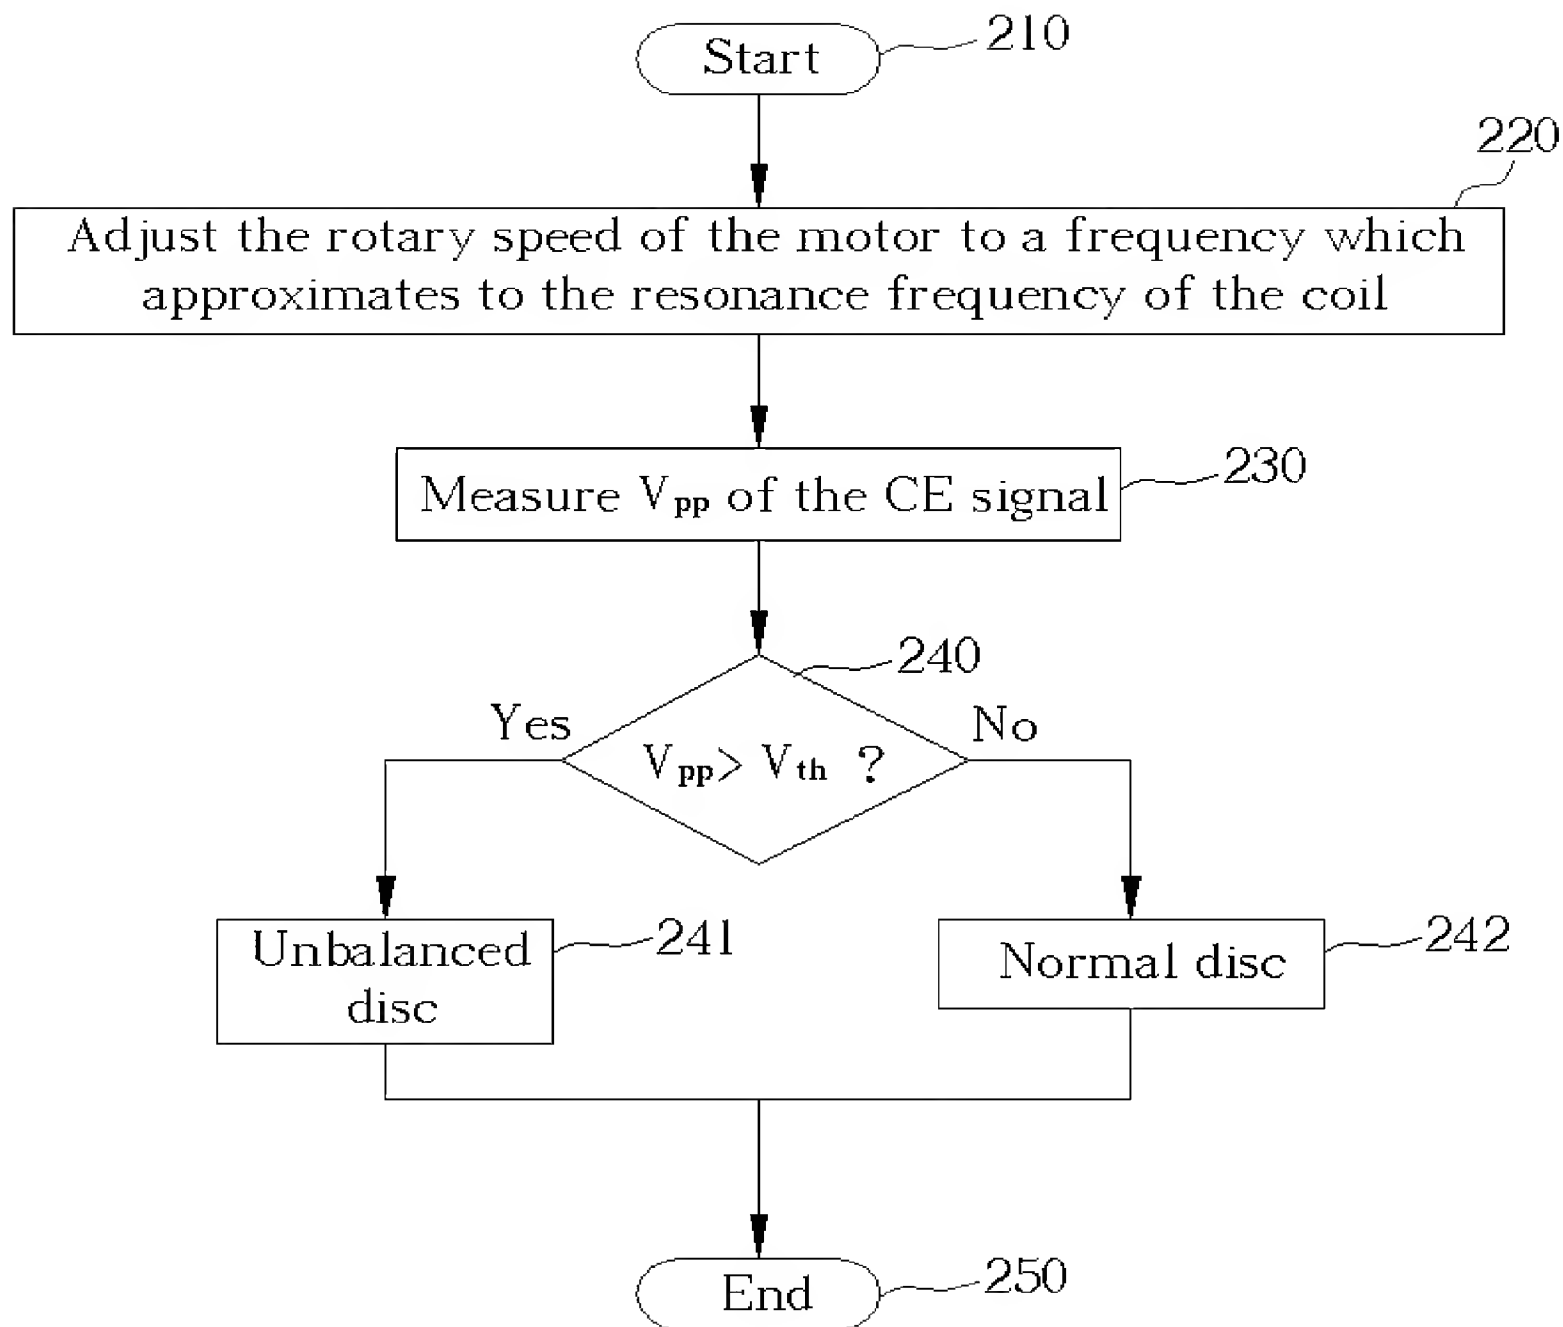 Start
210
220
Adjust the rotary speed of the motor to a frequency which
approximates to the resonance frequency of the coil
Measure Vpp of the CE signal
230
240
Yes
No
Vpp> Vth ?
Unbalanced
disc
241
Normal disc
242
End
250